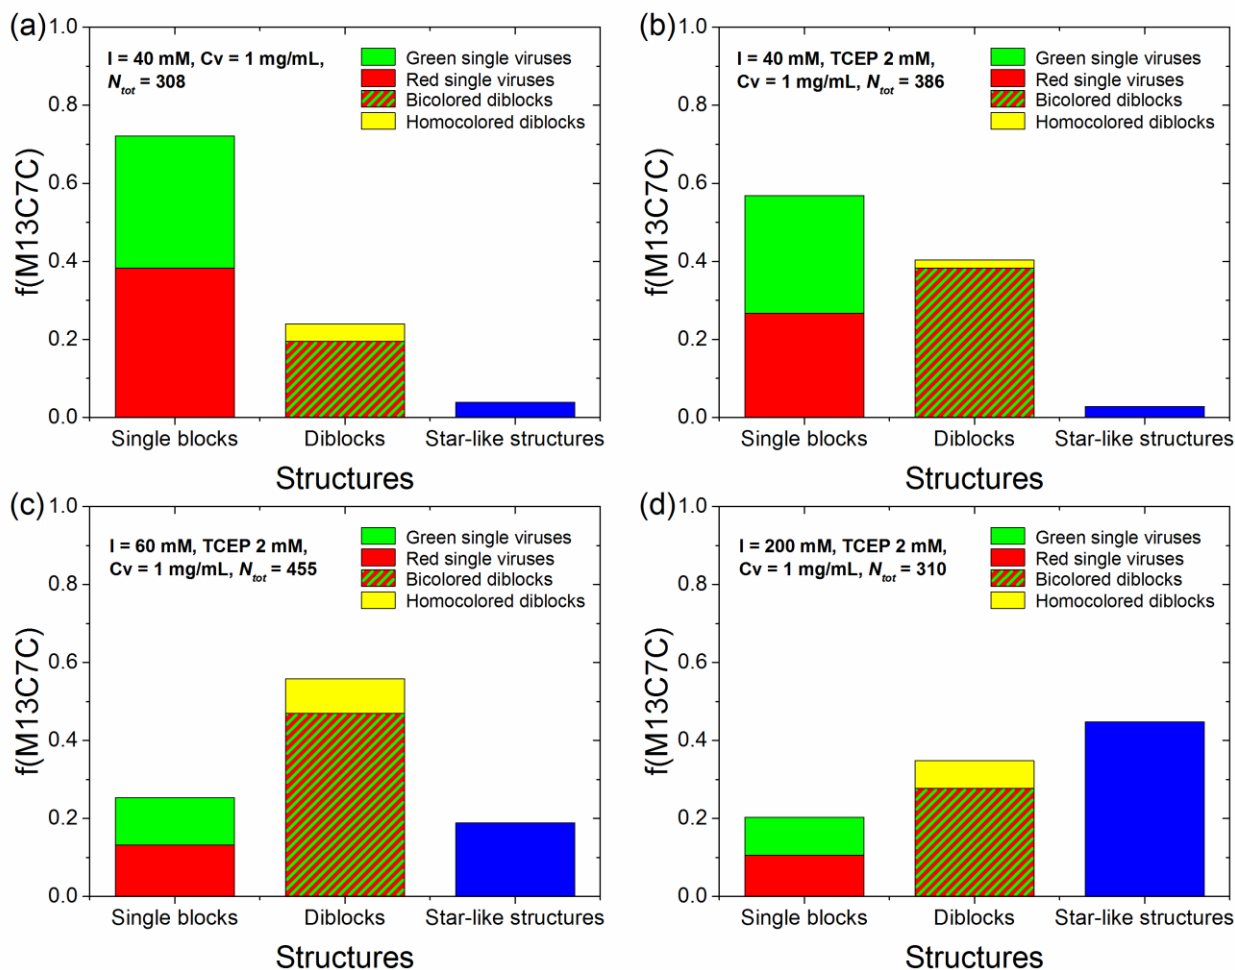 (a)
1.0
0.8
0.6
0.4
0.2
0.0
f(M13C7C)
I = 40 mM, Cv = 1 mg/mL,
N_tot = 308
Green single viruses
Red single viruses
Bicolored diblocks
Homocolored diblocks
Single blocks Diblocks Star-like structures
Structures
(b)
1.0
0.8
0.6
0.4
0.2
0.0
f(M13C7C)
I = 40 mM, TCEP 2 mM,
Cv = 1 mg/mL, N_tot = 386
Green single viruses
Red single viruses
Bicolored diblocks
Homocolored diblocks
Single blocks Diblocks Star-like structures
Structures
(c)
1.0
0.8
0.6
0.4
0.2
0.0
f(M13C7C)
I = 60 mM, TCEP 2 mM,
Cv = 1 mg/mL, N_tot = 455
Green single viruses
Red single viruses
Bicolored diblocks
Homocolored diblocks
Single blocks Diblocks Star-like structures
Structures
(d)
1.0
0.8
0.6
0.4
0.2
0.0
f(M13C7C)
I = 200 mM, TCEP 2 mM,
Cv = 1 mg/mL, N_tot = 310
Green single viruses
Red single viruses
Bicolored diblocks
Homocolored diblocks
Single blocks Diblocks Star-like structures
Structures